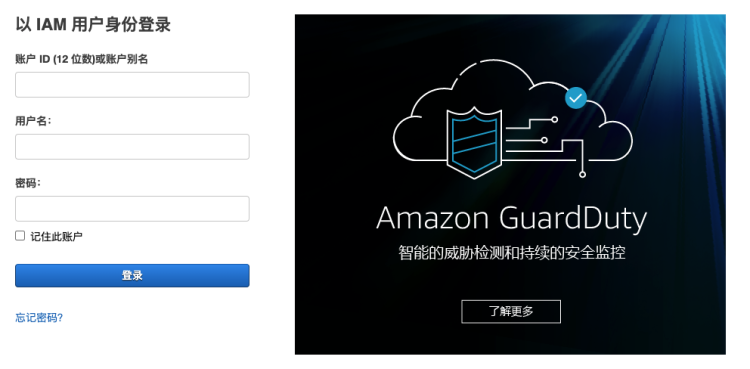 以 IAM 用户身份登录
账户 ID (12 位数)或账户别名
用户名：
密码：
记住此账户
登录
忘记密码?
Amazon GuardDuty
智能的威胁检测和持续的安全监控
了解更多